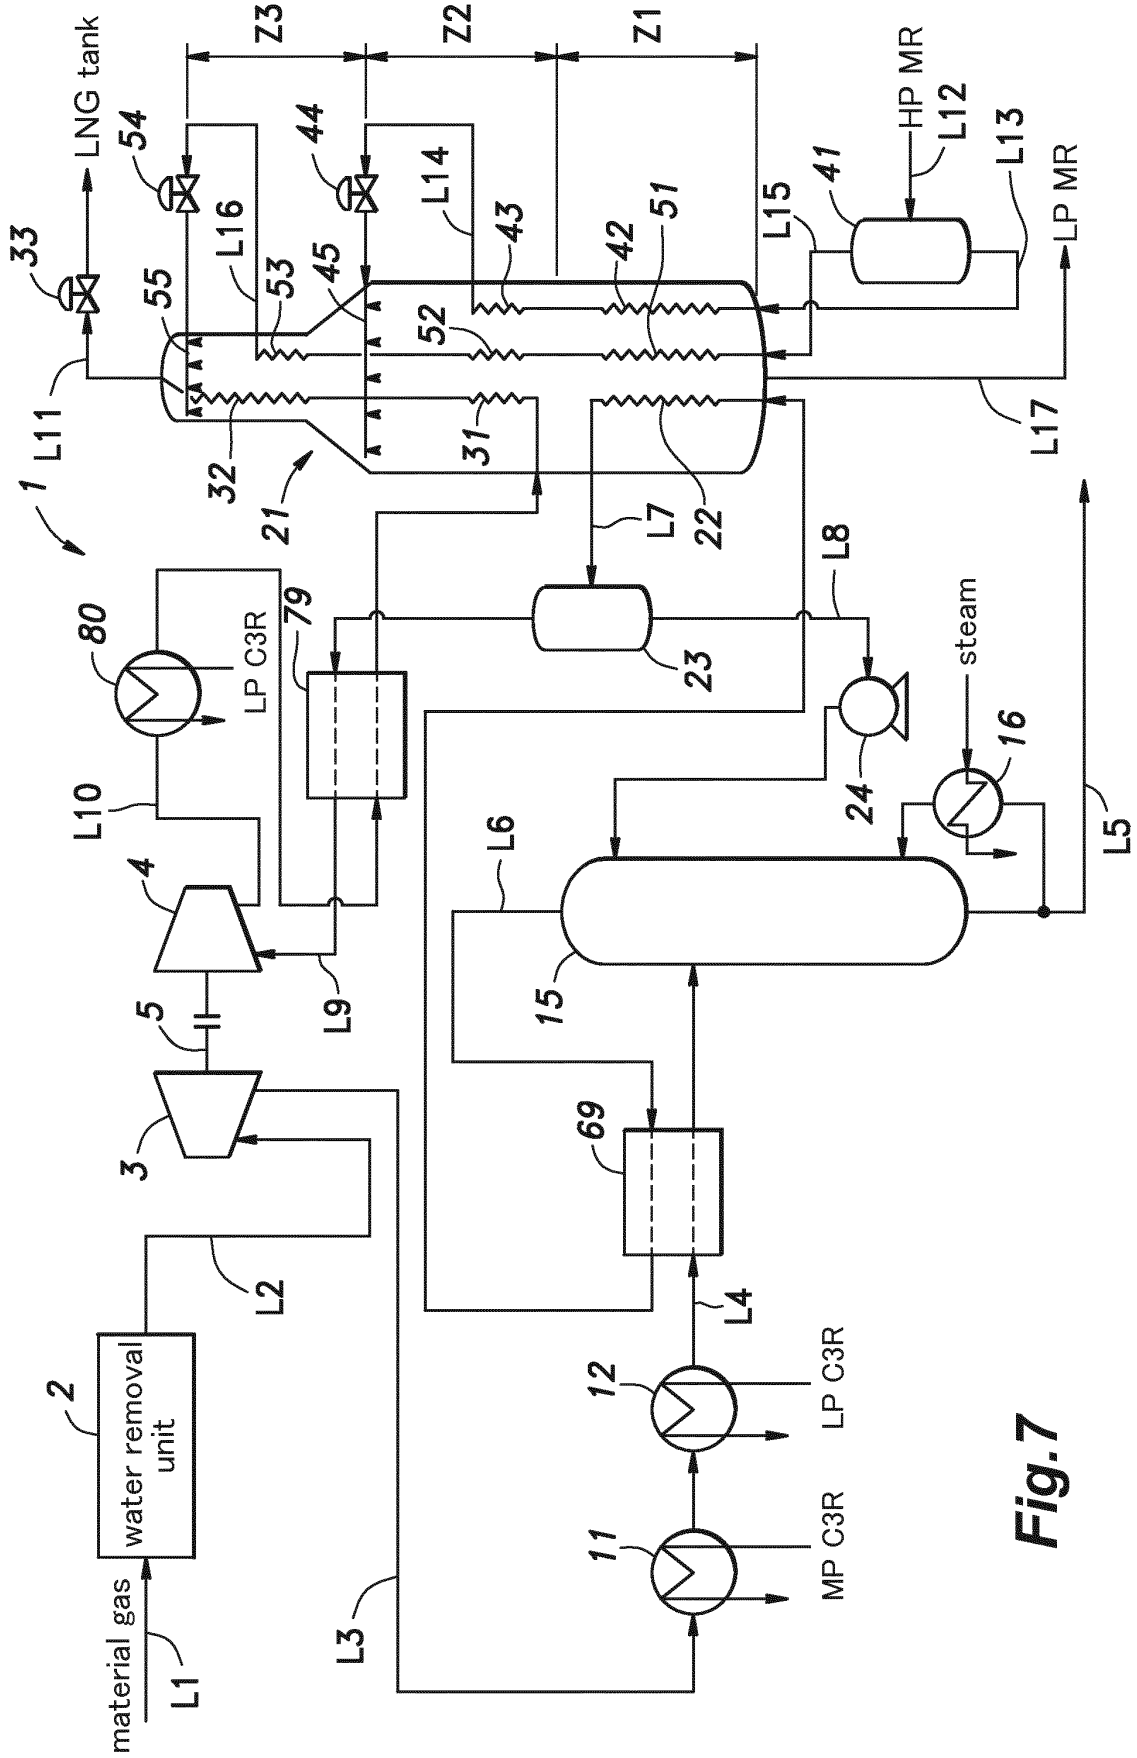 material gas
L1
2
water removal
unit
L2
3
5
4
L10
80
LP C3R
79
L9
L3
1
21
L11
33
LNG tank
54
55
L16
53
45
44
32
31
52
43
L14
42
51
22
Z3
Z2
Z1
HP MR
L12
41
L15
L13
LP MR
L17
L7
23
L8
24
L6
15
69
L4
12
LP C3R
11
MP C3R
steam
16
L5
Fig.7